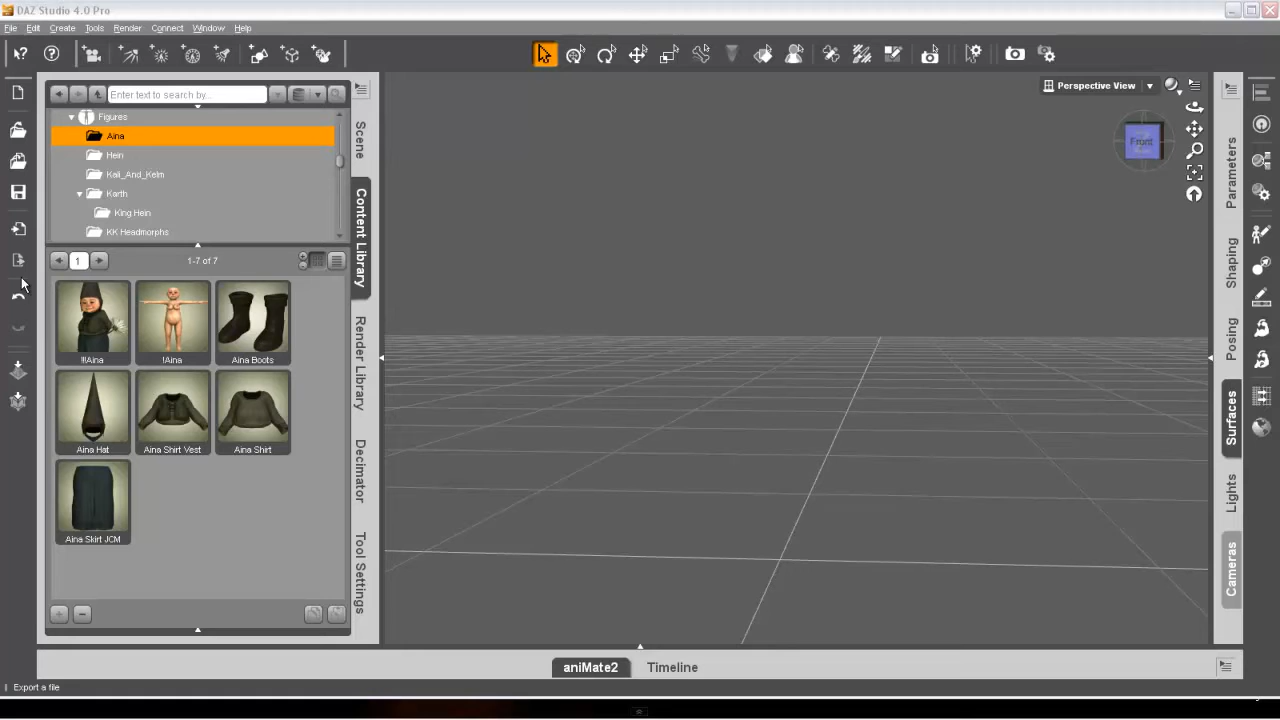 DAZ Studio 4.0 Pro
File Edit Create Tools Render Connect Window Help
Enter text to search by...
Figures
Aina
Hein
Kali_And_Kelm
Karth
King Hein
KK Headmorphs
1
1-7 of 7
!!!Aina
!Aina
Aina Boots
Aina Hat
Aina Shirt Vest
Aina Shirt
Aina Skirt JCM
Scene
Content Library
Render Library
Decimator
Tool Settings
Perspective View
Front
Parameters
Shaping
Posing
Surfaces
Lights
Cameras
aniMate2
Timeline
Export a file